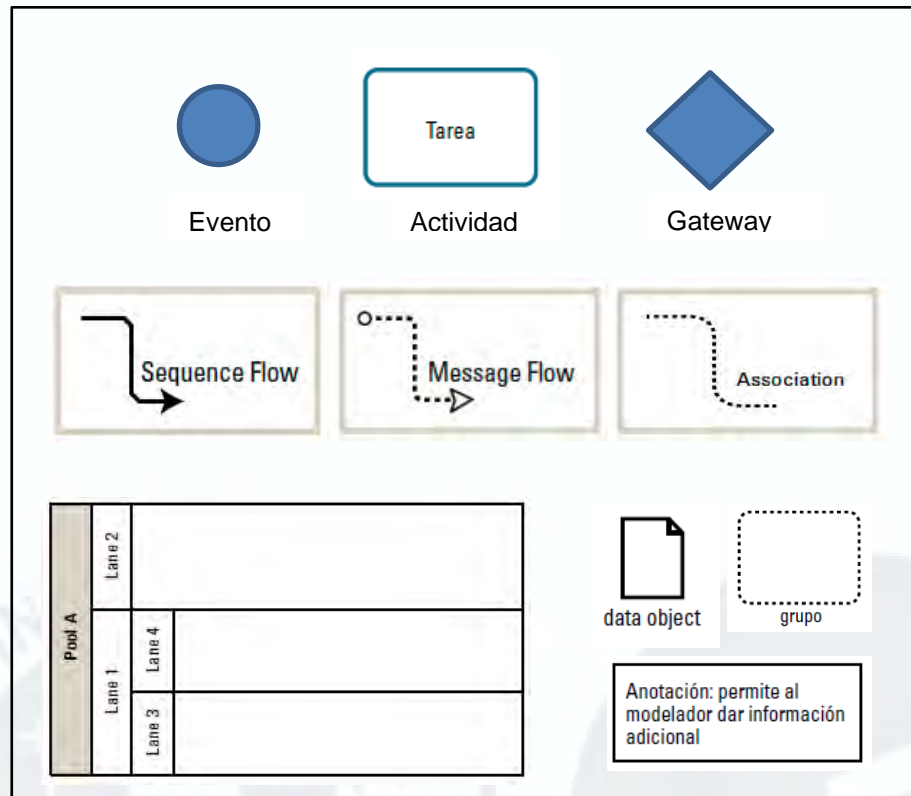 Tarea
Evento
Actividad
Gateway
Sequence Flow
Message Flow
Association
Pool A
Lane 2
Lane 1
Lane 4
Lane 3
data object
grupo
Anotación: permite al
modelador dar información
adicional